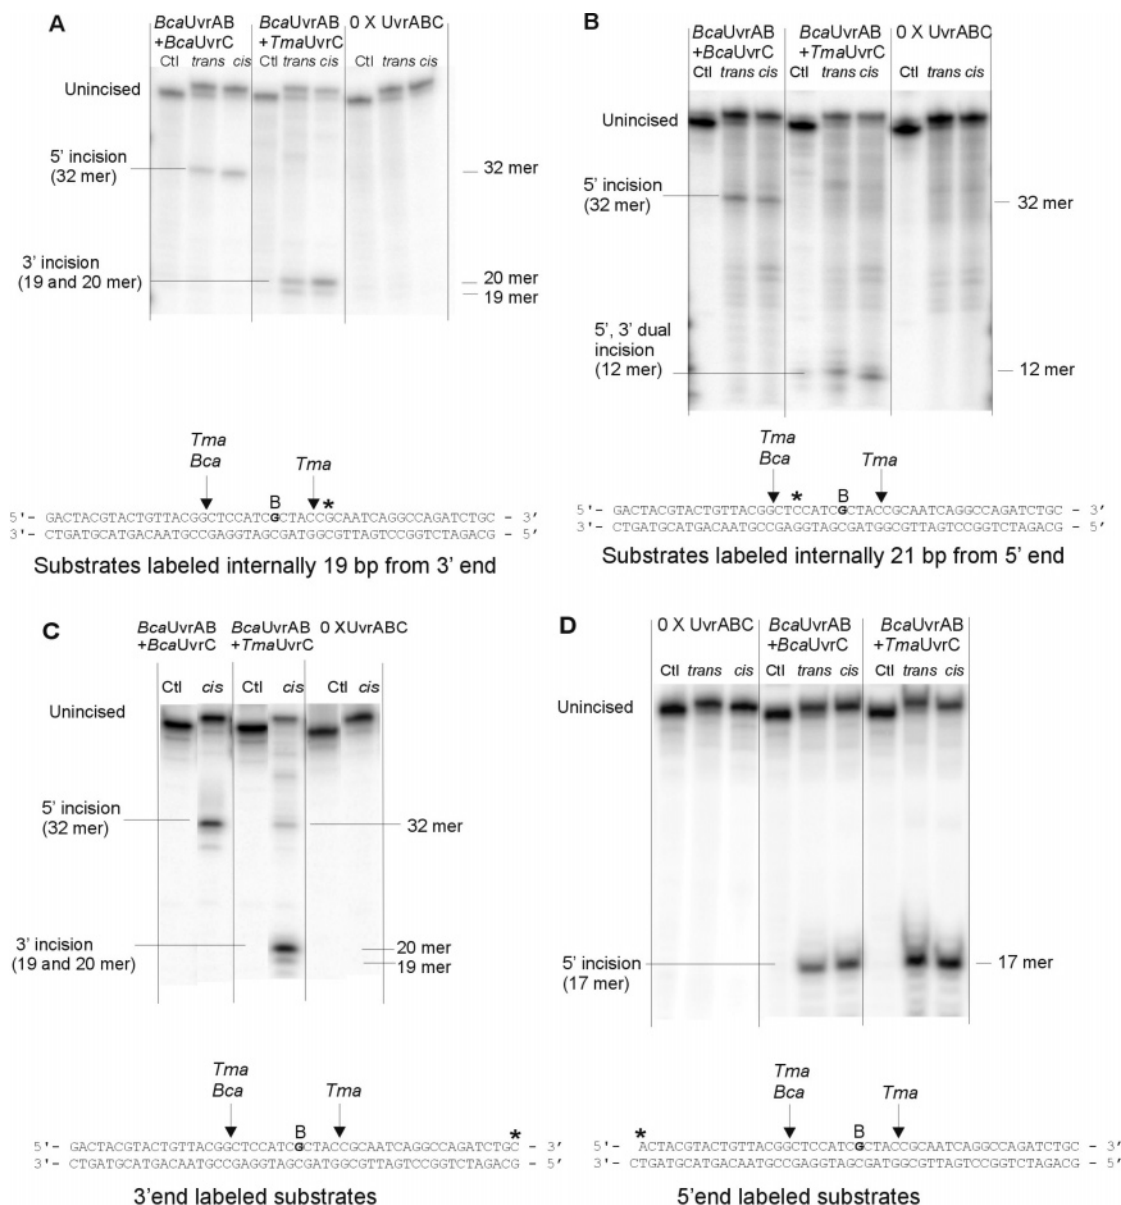 A
BcaUvrAB
+BcaUvrC
BcaUvrAB
+TmaUvrC
0 X UvrABC
Ctl trans cis Ctl trans cis Ctl trans cis
Unincised
5' incision
(32 mer)
32 mer
3' incision
(19 and 20 mer)
20 mer
19 mer
Tma
Bca
Tma
B *
5'- GACTACGTACTGTTACGGCTCCATCGCTACCGCAATCAGGCCAGATCTGC - 3'
3'- CTGATGCATGACAATGCCGAGGTAGCGATGGCGTTAGTCCGGTCTAGACG - 5'
Substrates labeled internally 19 bp from 3' end
B
BcaUvrAB
+BcaUvrC
BcaUvrAB
+TmaUvrC
0 X UvrABC
Ctl trans cis Ctl trans cis Ctl trans cis
Unincised
5' incision
(32 mer)
32 mer
5', 3' dual
incision
(12 mer)
12 mer
Tma
Bca
Tma
* B
5'- GACTACGTACTGTTACGGCTCCATCGCTACCGCAATCAGGCCAGATCTGC - 3'
3'- CTGATGCATGACAATGCCGAGGTAGCGATGGCGTTAGTCCGGTCTAGACG - 5'
Substrates labeled internally 21 bp from 5' end
C
BcaUvrAB
+BcaUvrC
BcaUvrAB
+TmaUvrC
0 XUvrABC
Ctl cis Ctl cis Ctl cis
Unincised
5' incision
(32 mer)
32 mer
3' incision
(19 and 20 mer)
20 mer
19 mer
Tma
Bca
Tma
B *
5'- GACTACGTACTGTTACGGCTCCATCGCTACCGCAATCAGGCCAGATCTGC - 3'
3'- CTGATGCATGACAATGCCGAGGTAGCGATGGCGTTAGTCCGGTCTAGACG - 5'
3'end labeled substrates
D
0 X UvrABC
BcaUvrAB
+BcaUvrC
BcaUvrAB
+TmaUvrC
Ctl trans cis Ctl trans cis Ctl trans cis
Unincised
5' incision
(17 mer)
17 mer
Tma
Bca
Tma
* B
5'- ACTACGTACTGTTACGGCTCCATCGCTACCGCAATCAGGCCAGATCTGC - 3'
3'- CTGATGCATGACAATGCCGAGGTAGCGATGGCGTTAGTCCGGTCTAGACG - 5'
5'end labeled substrates